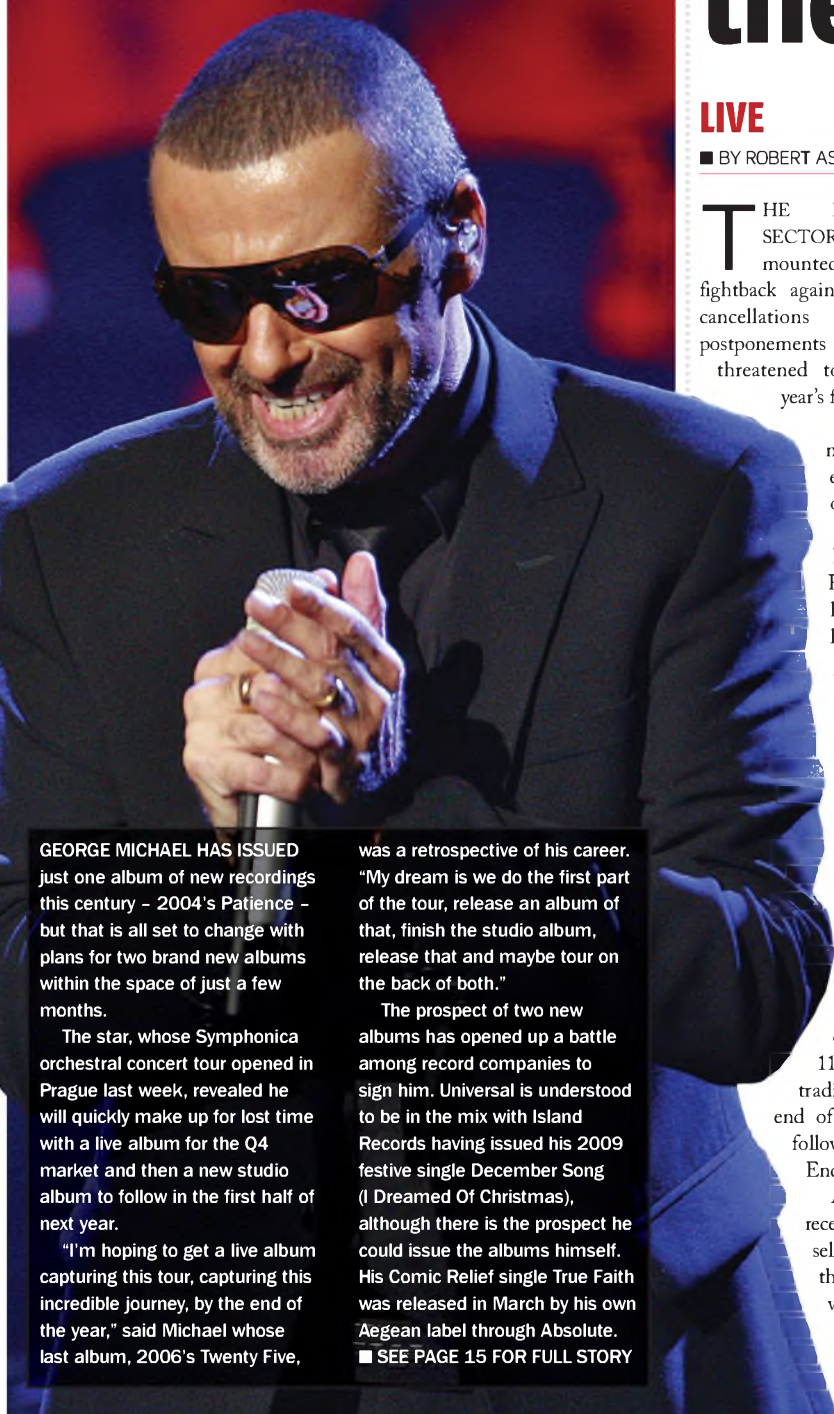 the
LIVE
■ BY ROBERT AS
THE
SECTOR
mounted
fightback again
cancellations
postponements
threatened to
year's f
11
trad
end of
follow
End
rece
sel
th
GEORGE MICHAEL HAS ISSUED
just one album of new recordings
this century – 2004's Patience –
but that is all set to change with
plans for two brand new albums
within the space of just a few
months.
The star, whose Symphonica
orchestral concert tour opened in
Prague last week, revealed he
will quickly make up for lost time
with a live album for the Q4
market and then a new studio
album to follow in the first half of
next year.
“I'm hoping to get a live album
capturing this tour, capturing this
incredible journey, by the end of
the year,” said Michael whose
last album, 2006's Twenty Five,
was a retrospective of his career.
“My dream is we do the first part
of the tour, release an album of
that, finish the studio album,
release that and maybe tour on
the back of both.”
The prospect of two new
albums has opened up a battle
among record companies to
sign him. Universal is understood
to be in the mix with Island
Records having issued his 2009
festive single December Song
(I Dreamed Of Christmas),
although there is the prospect he
could issue the albums himself.
His Comic Relief single True Faith
was released in March by his own
Aegean label through Absolute.
■ SEE PAGE 15 FOR FULL STORY